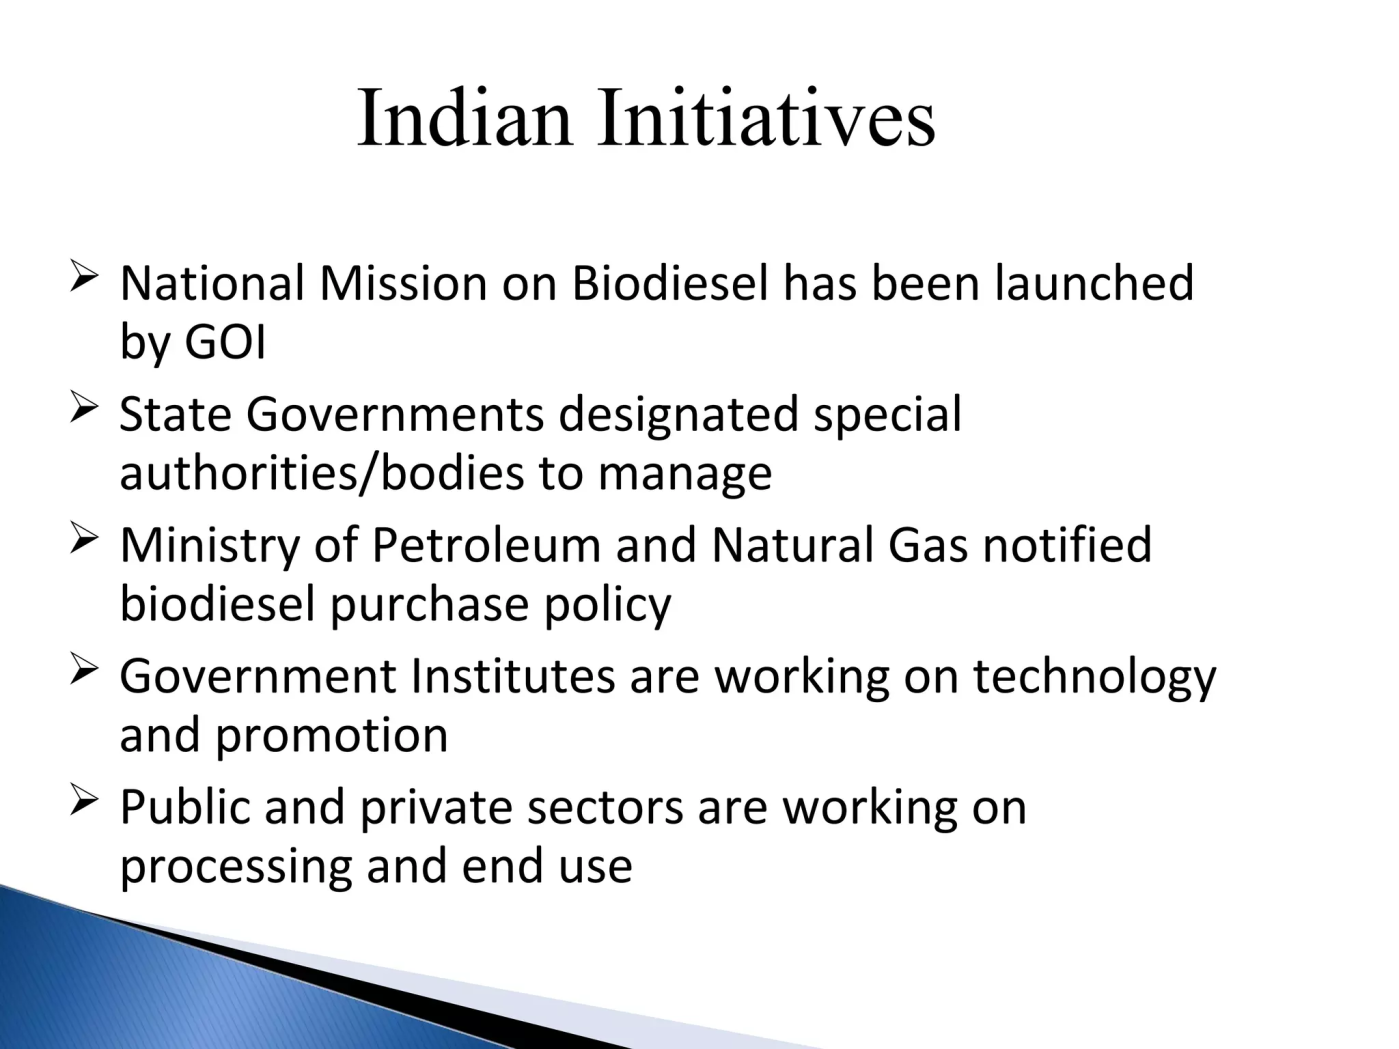 Indian Initiatives
➢ National Mission on Biodiesel has been launched
by GOI
➢ State Governments designated special
authorities/bodies to manage
➢ Ministry of Petroleum and Natural Gas notified
biodiesel purchase policy
➢ Government Institutes are working on technology
and promotion
➢ Public and private sectors are working on
processing and end use